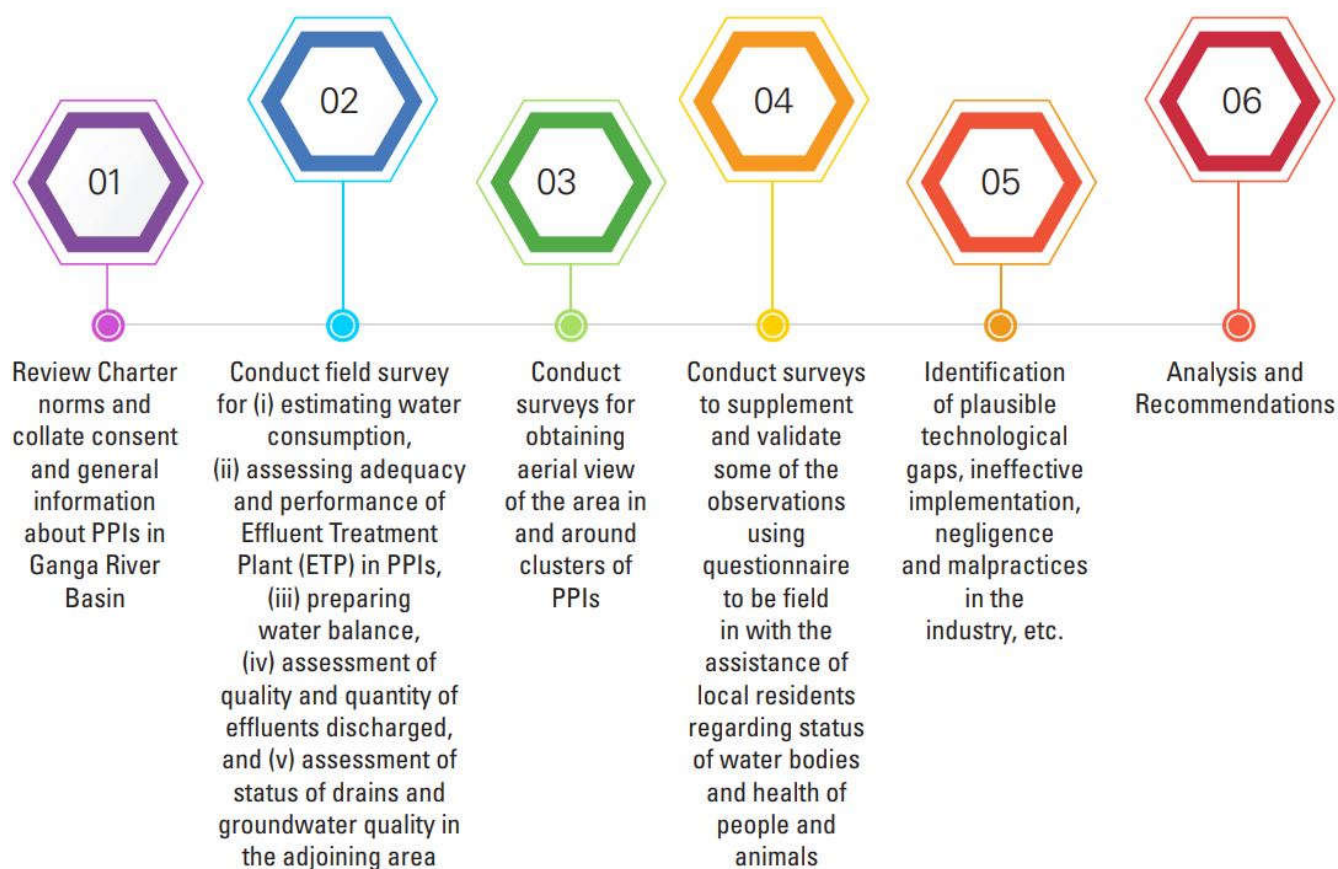 01
Review Charter
norms and
collate consent
and general
information
about PPIs in
Ganga River
Basin
02
Conduct field survey
for (i) estimating water
consumption,
(ii) assessing adequacy
and performance of
Effluent Treatment
Plant (ETP) in PPIs,
(iii) preparing
water balance,
(iv) assessment of
quality and quantity of
effluents discharged,
and (v) assessment of
status of drains and
groundwater quality in
the adjoining area
03
Conduct
surveys for
obtaining
aerial view
of the area in
and around
clusters of
PPIs
04
Conduct surveys
to supplement
and validate
some of the
observations
using
questionnaire
to be field
in with the
assistance of
local residents
regarding status
of water bodies
and health of
people and
animals
05
Identification
of plausible
technological
gaps, ineffective
implementation,
negligence
and malpractices
in the
industry, etc.
06
Analysis and
Recommendations